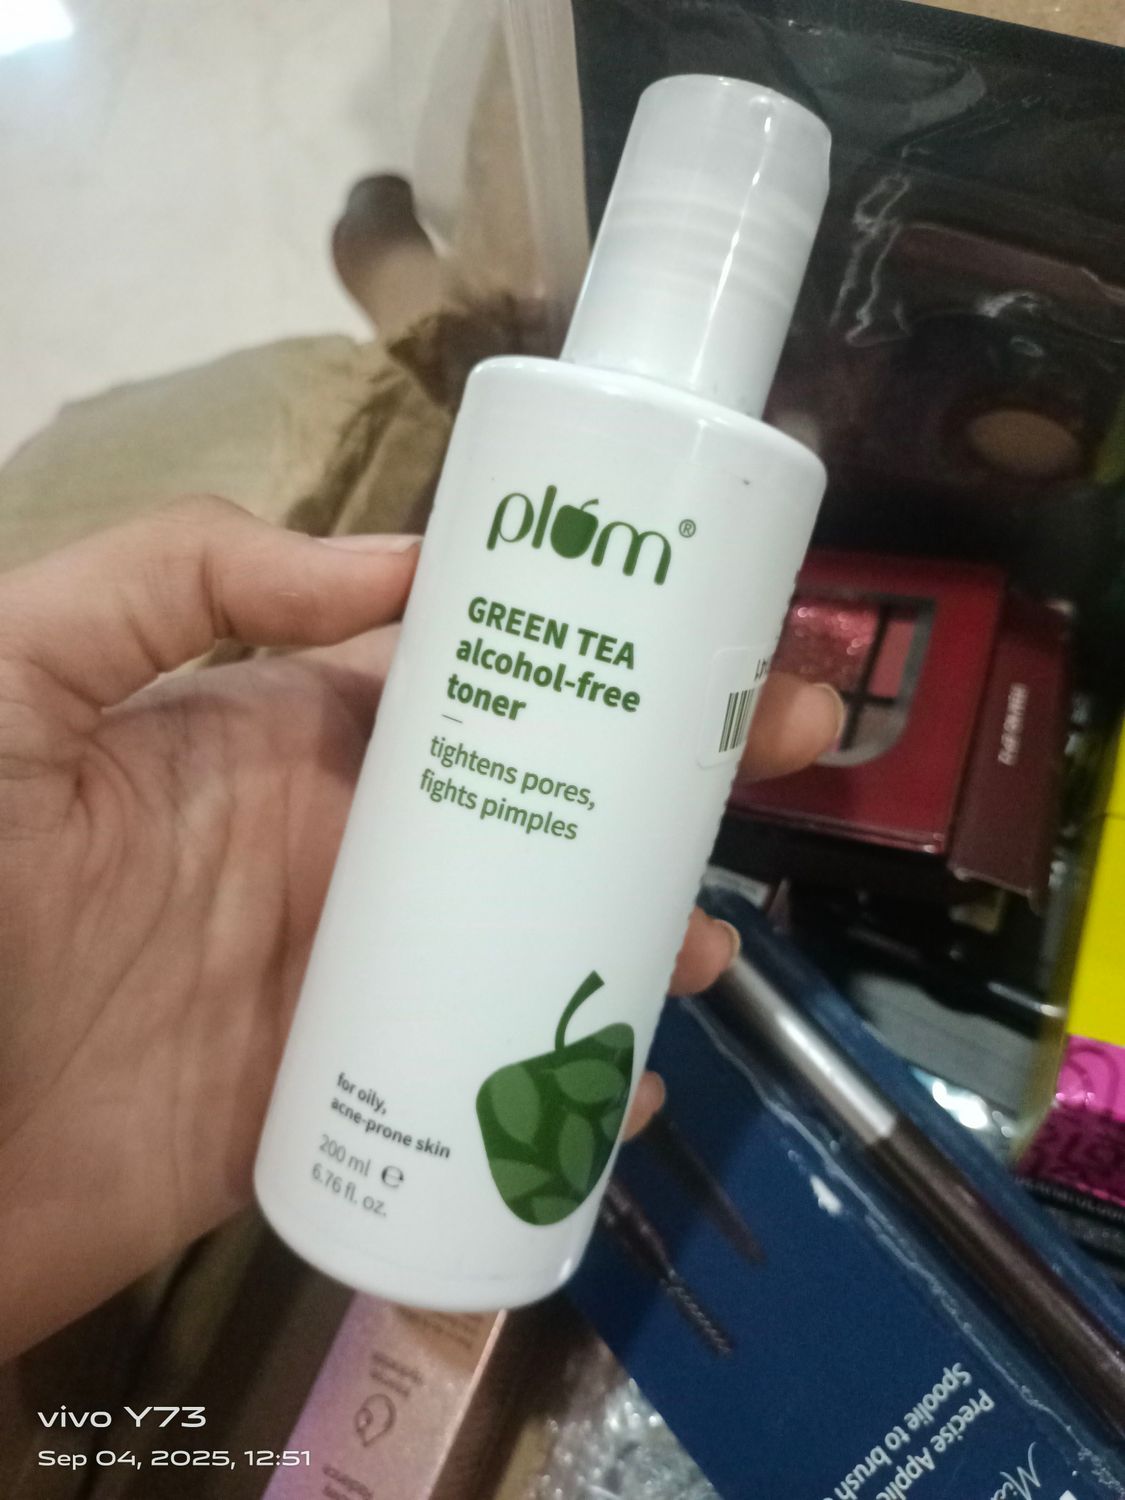 plum®
GREEN TEA
alcohol-free
toner
tightens pores,
fights pimples
for oily,
acne-prone skin
200 ml ℮
6.76 fl. oz.
Precise Applic
Spoolie to brush
vivo Y73
Sep 04, 2025, 12:51